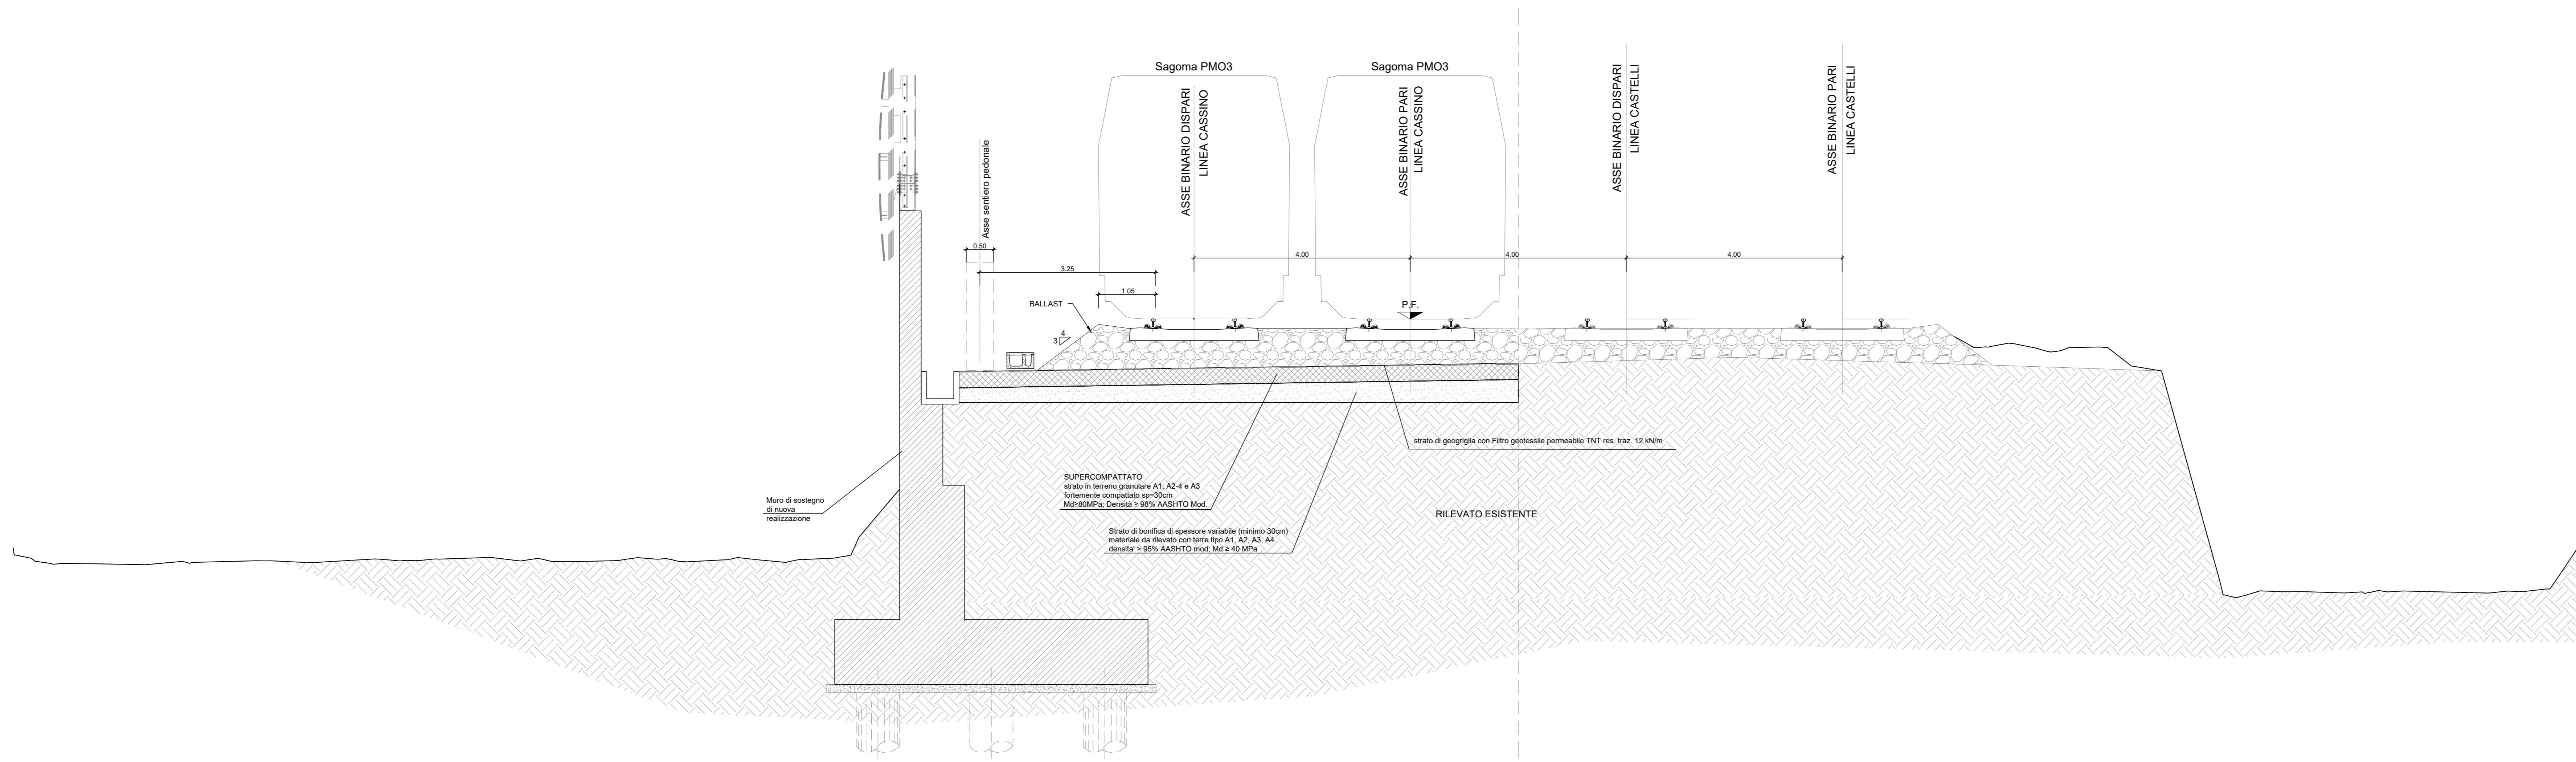 Sagoma PMO3
Sagoma PMO3
ASSE BINARIO DISPARI
LINEA CASSINO
ASSE BINARIO PARI
LINEA CASSINO
ASSE BINARIO DISPARI
LINEA CASTELLI
ASSE BINARIO PARI
LINEA CASTELLI
Asse sentiero pedonale
0.50
4.00
4.00
4.00
3.25
1.05
BALLAST
P.F.
4
3
strato di geogriglia con Filtro geotessile permeabile TNT res. traz. 12 kN/m
SUPERCOMPATTATO
strato in terreno granulare A1; A2-4 e A3
fortemente compattato sp=30cm
Md≥80MPa; Densità ≥ 98% AASHTO Mod.
Muro di sostegno
di nuova
realizzazione
RILEVATO ESISTENTE
Strato di bonifica di spessore variabile (minimo 30cm)
materiale da rilevato con terre tipo A1, A2, A3, A4
densita' > 95% AASHTO mod; Md ≥ 40 MPa